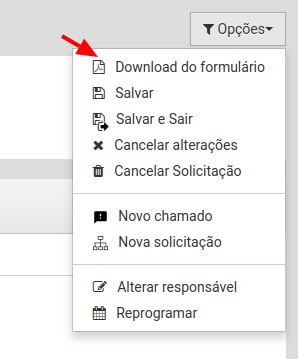 Opções
Download do formulário
Salvar
Salvar e Sair
Cancelar alterações
Cancelar Solicitação
Novo chamado
Nova solicitação
Alterar responsável
Reprogramar